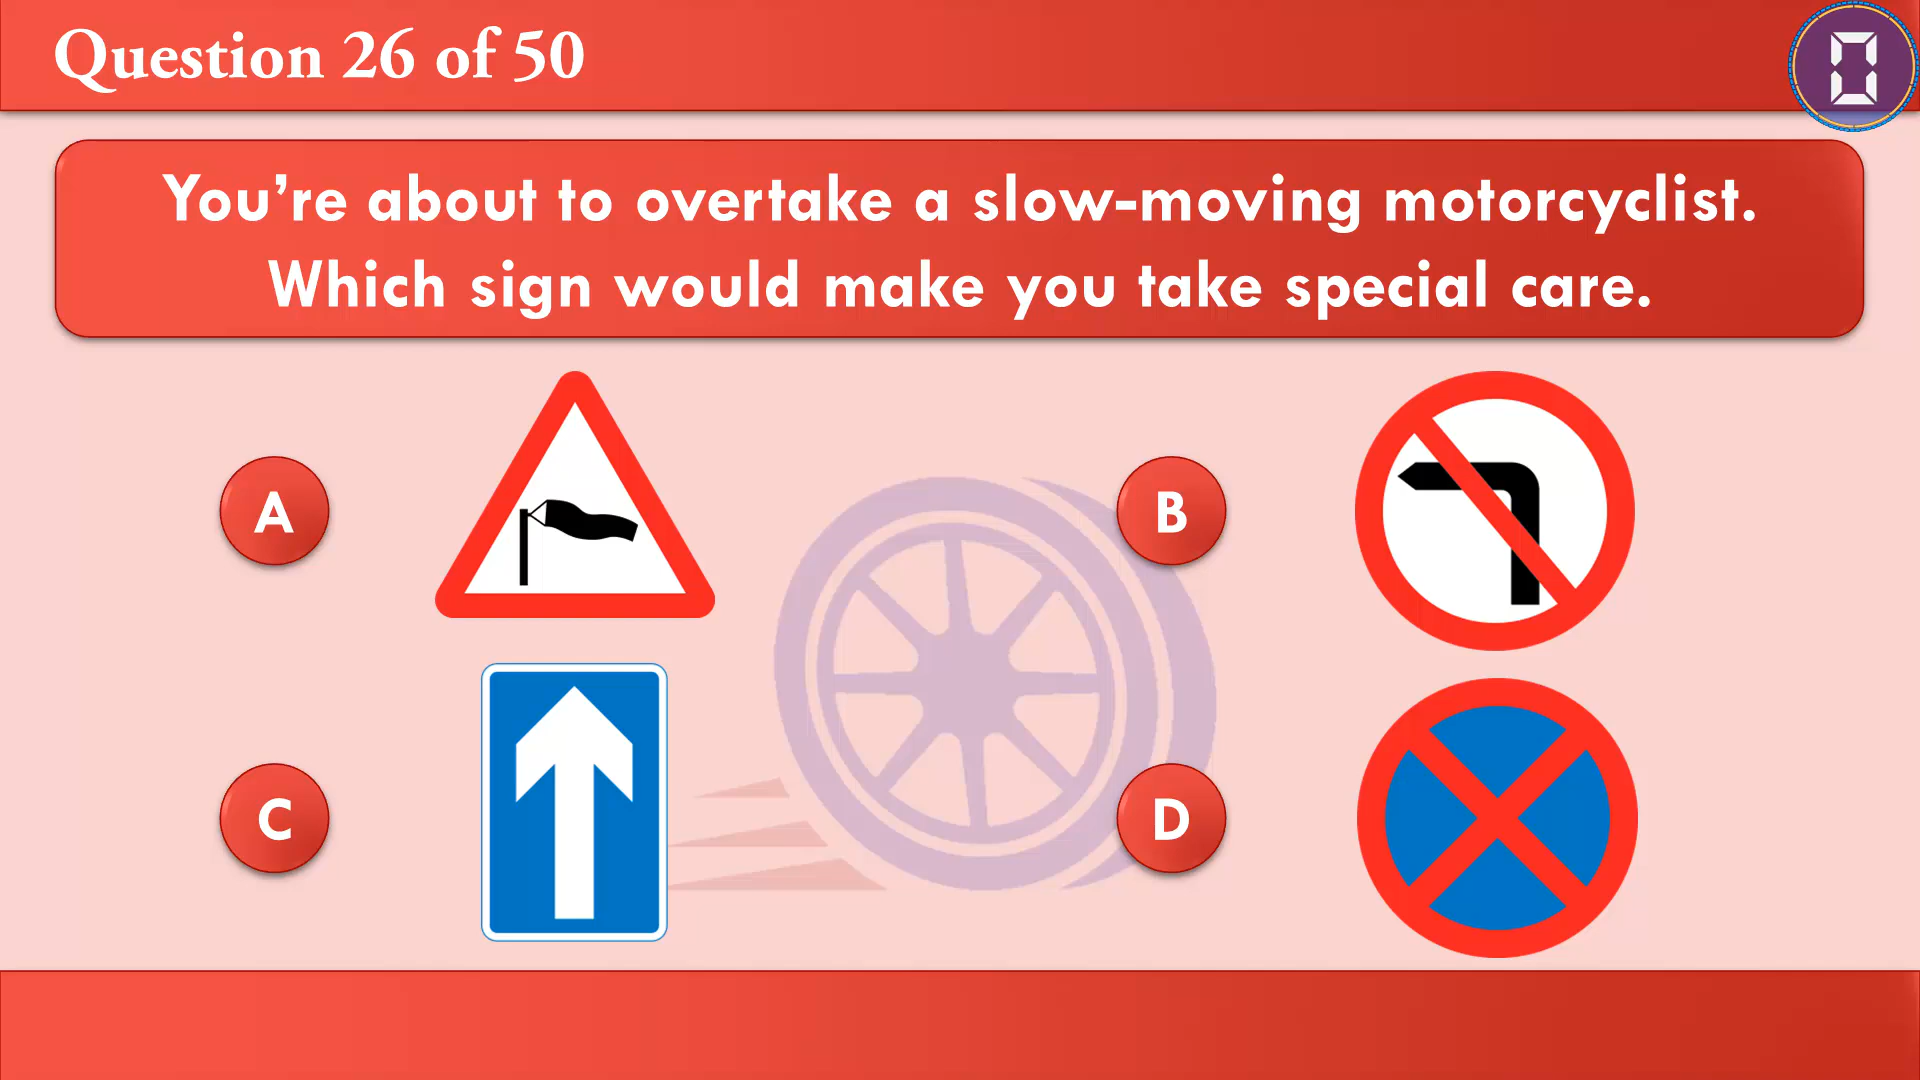 Question 26 of 50
0
You’re about to overtake a slow-moving motorcyclist.
Which sign would make you take special care.
A
B
C
D